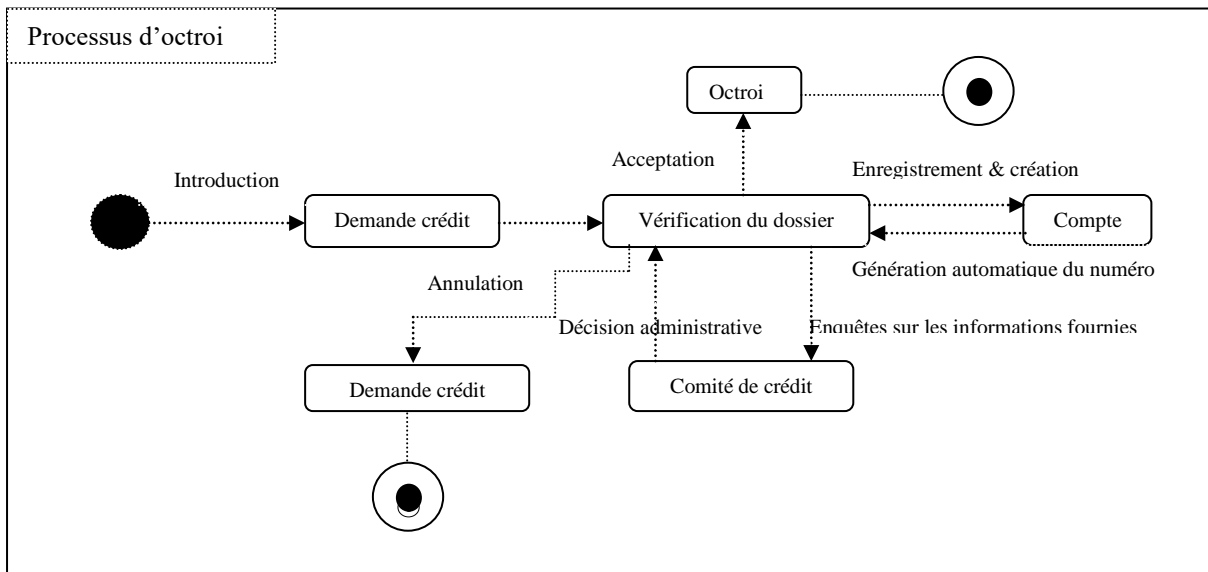 Processus d’octroi
Octroi
Acceptation
Enregistrement & création
Introduction
Demande crédit
Vérification du dossier
Compte
Annulation
Génération automatique du numéro
Décision administrative
Enquêtes sur les informations fournies
Demande crédit
Comité de crédit